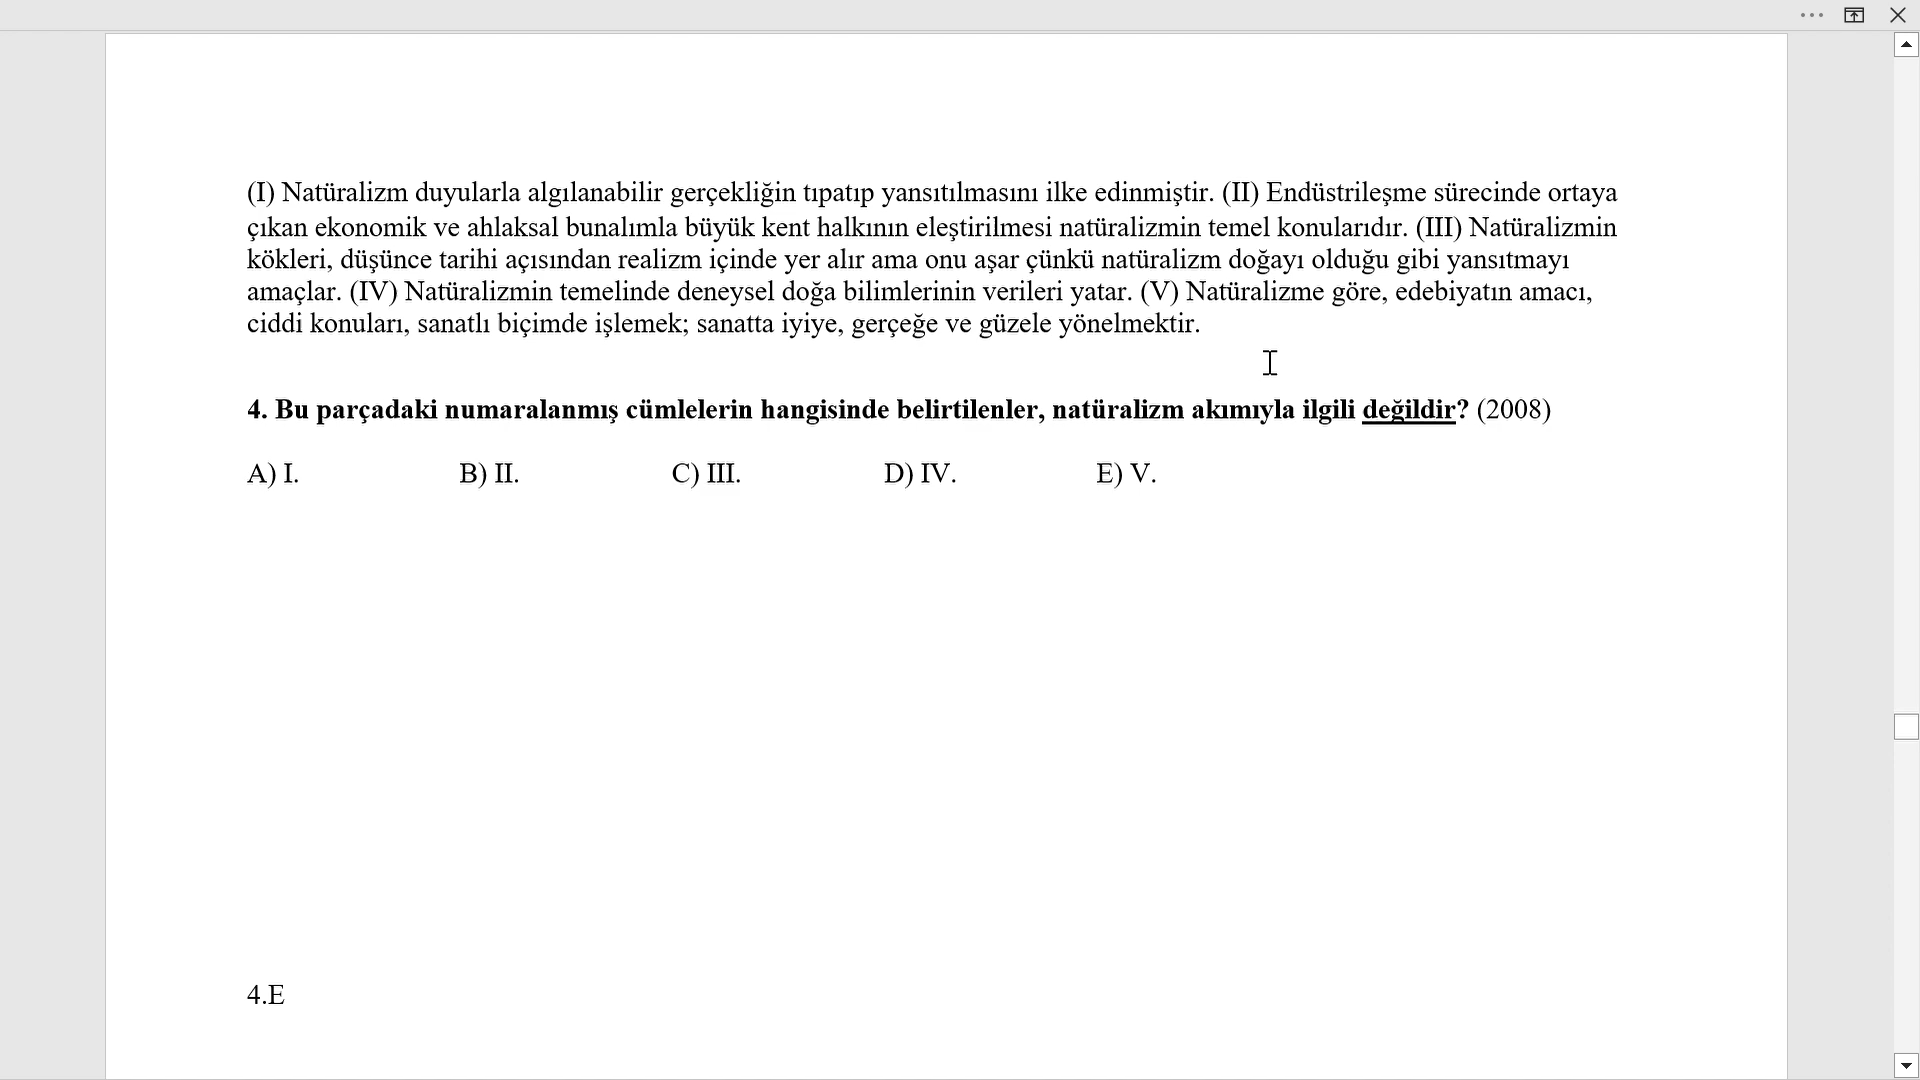 (I) Natüralizm duyularla algılanabilir gerçekliğin tıpatıp yansıtılmasını ilke edinmiştir. (II) Endüstrileşme sürecinde ortaya
çıkan ekonomik ve ahlaksal bunalımla büyük kent halkının eleştirilmesi natüralizmin temel konularıdır. (III) Natüralizmin
kökleri, düşünce tarihi açısından realizm içinde yer alır ama onu aşar çünkü natüralizm doğayı olduğu gibi yansıtmayı
amaçlar. (IV) Natüralizmin temelinde deneysel doğa bilimlerinin verileri yatar. (V) Natüralizme göre, edebiyatın amacı,
ciddi konuları, sanatlı biçimde işlemek; sanatta iyiye, gerçeğe ve güzele yönelmektir.
4. Bu parçadaki numaralanmış cümlelerin hangisinde belirtilenler, natüralizm akımıyla ilgili değildir? (2008)
A) I. B) II. C) III. D) IV. E) V.
4.E